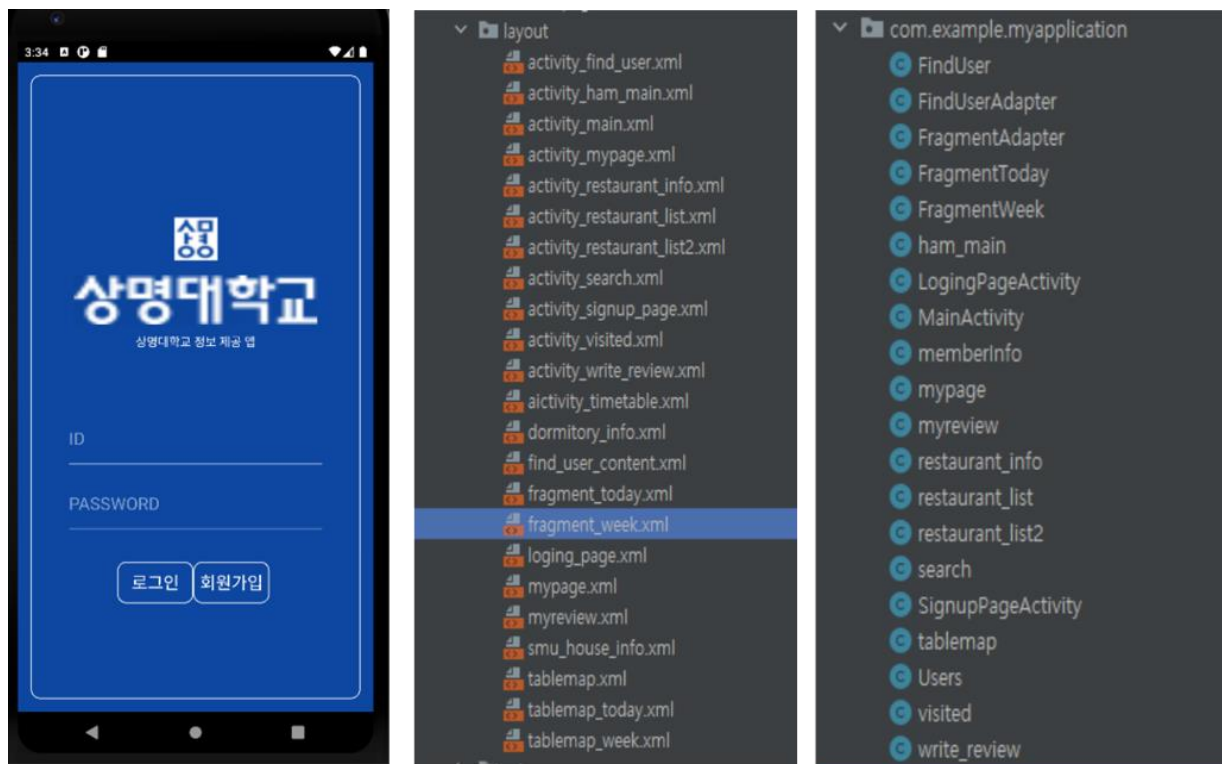 3:34
상명
상명대학교
상명대학교 정보 제공 앱
ID
PASSWORD
로그인
회원가입
layout
activity_find_user.xml
activity_ham_main.xml
activity_main.xml
activity_mypage.xml
activity_restaurant_info.xml
activity_restaurant_list.xml
activity_restaurant_list2.xml
activity_search.xml
activity_signup_page.xml
activity_visited.xml
activity_write_review.xml
aictivity_timetable.xml
dormitory_info.xml
find_user_content.xml
fragment_today.xml
fragment_week.xml
loging_page.xml
mypage.xml
myreview.xml
smu_house_info.xml
tablemap.xml
tablemap_today.xml
tablemap_week.xml
com.example.myapplication
FindUser
FindUserAdapter
FragmentAdapter
FragmentToday
FragmentWeek
ham_main
LogingPageActivity
MainActivity
memberInfo
mypage
myreview
restaurant_info
restaurant_list
restaurant_list2
search
SignupPageActivity
tablemap
Users
visited
write_review